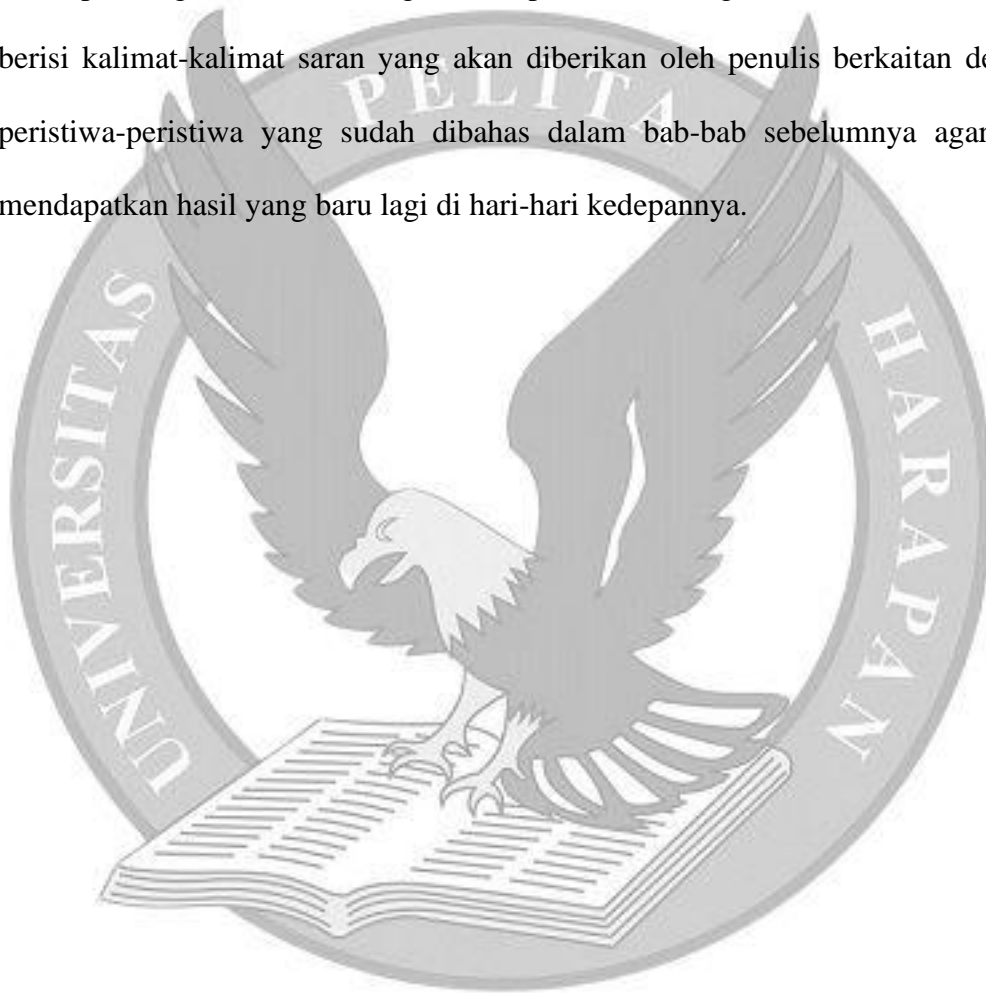 berisi kalimat-kalimat saran yang akan diberikan oleh penulis berkaitan
peristiwa-peristiwa yang sudah dibahas dalam bab-bab sebelumnya agar
mendapatkan hasil yang baru lagi di hari-hari kedepannya.
UNIVERSITAS PELITA HARAPAN